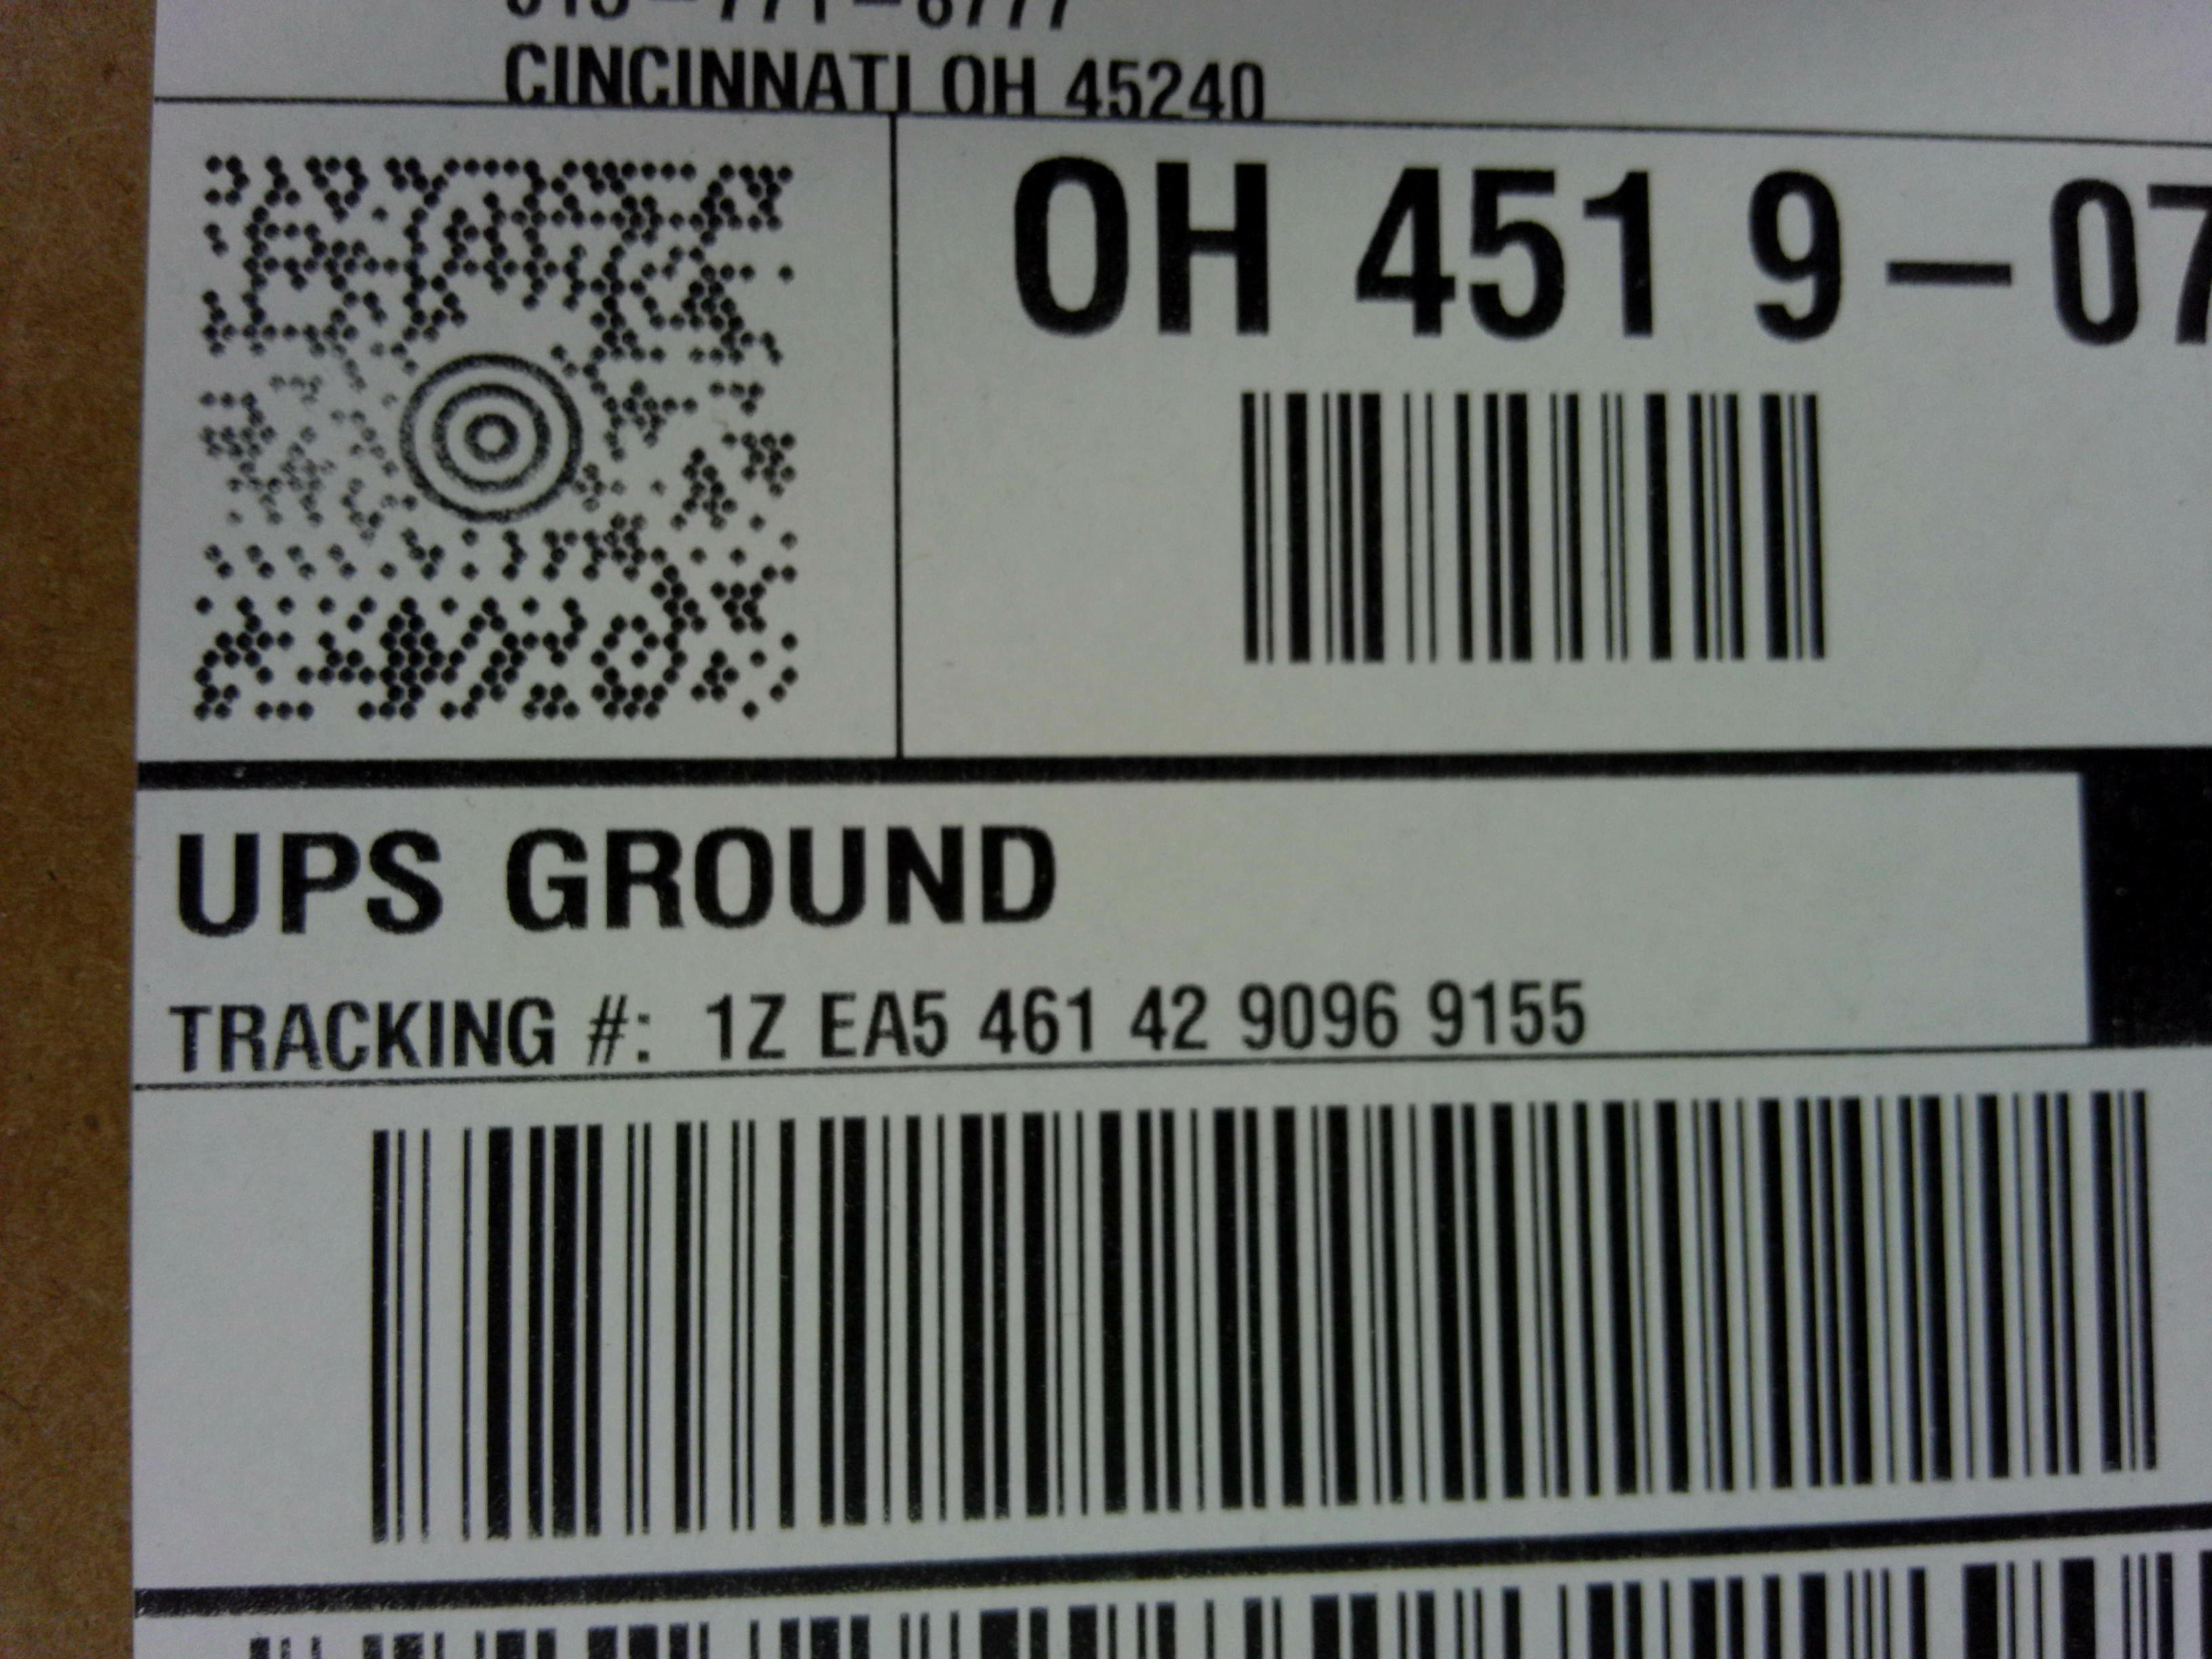 CINCINNATI OH 45240
OH 451 9-07
UPS GROUND
TRACKING #: 1Z EA5 461 42 9096 9155